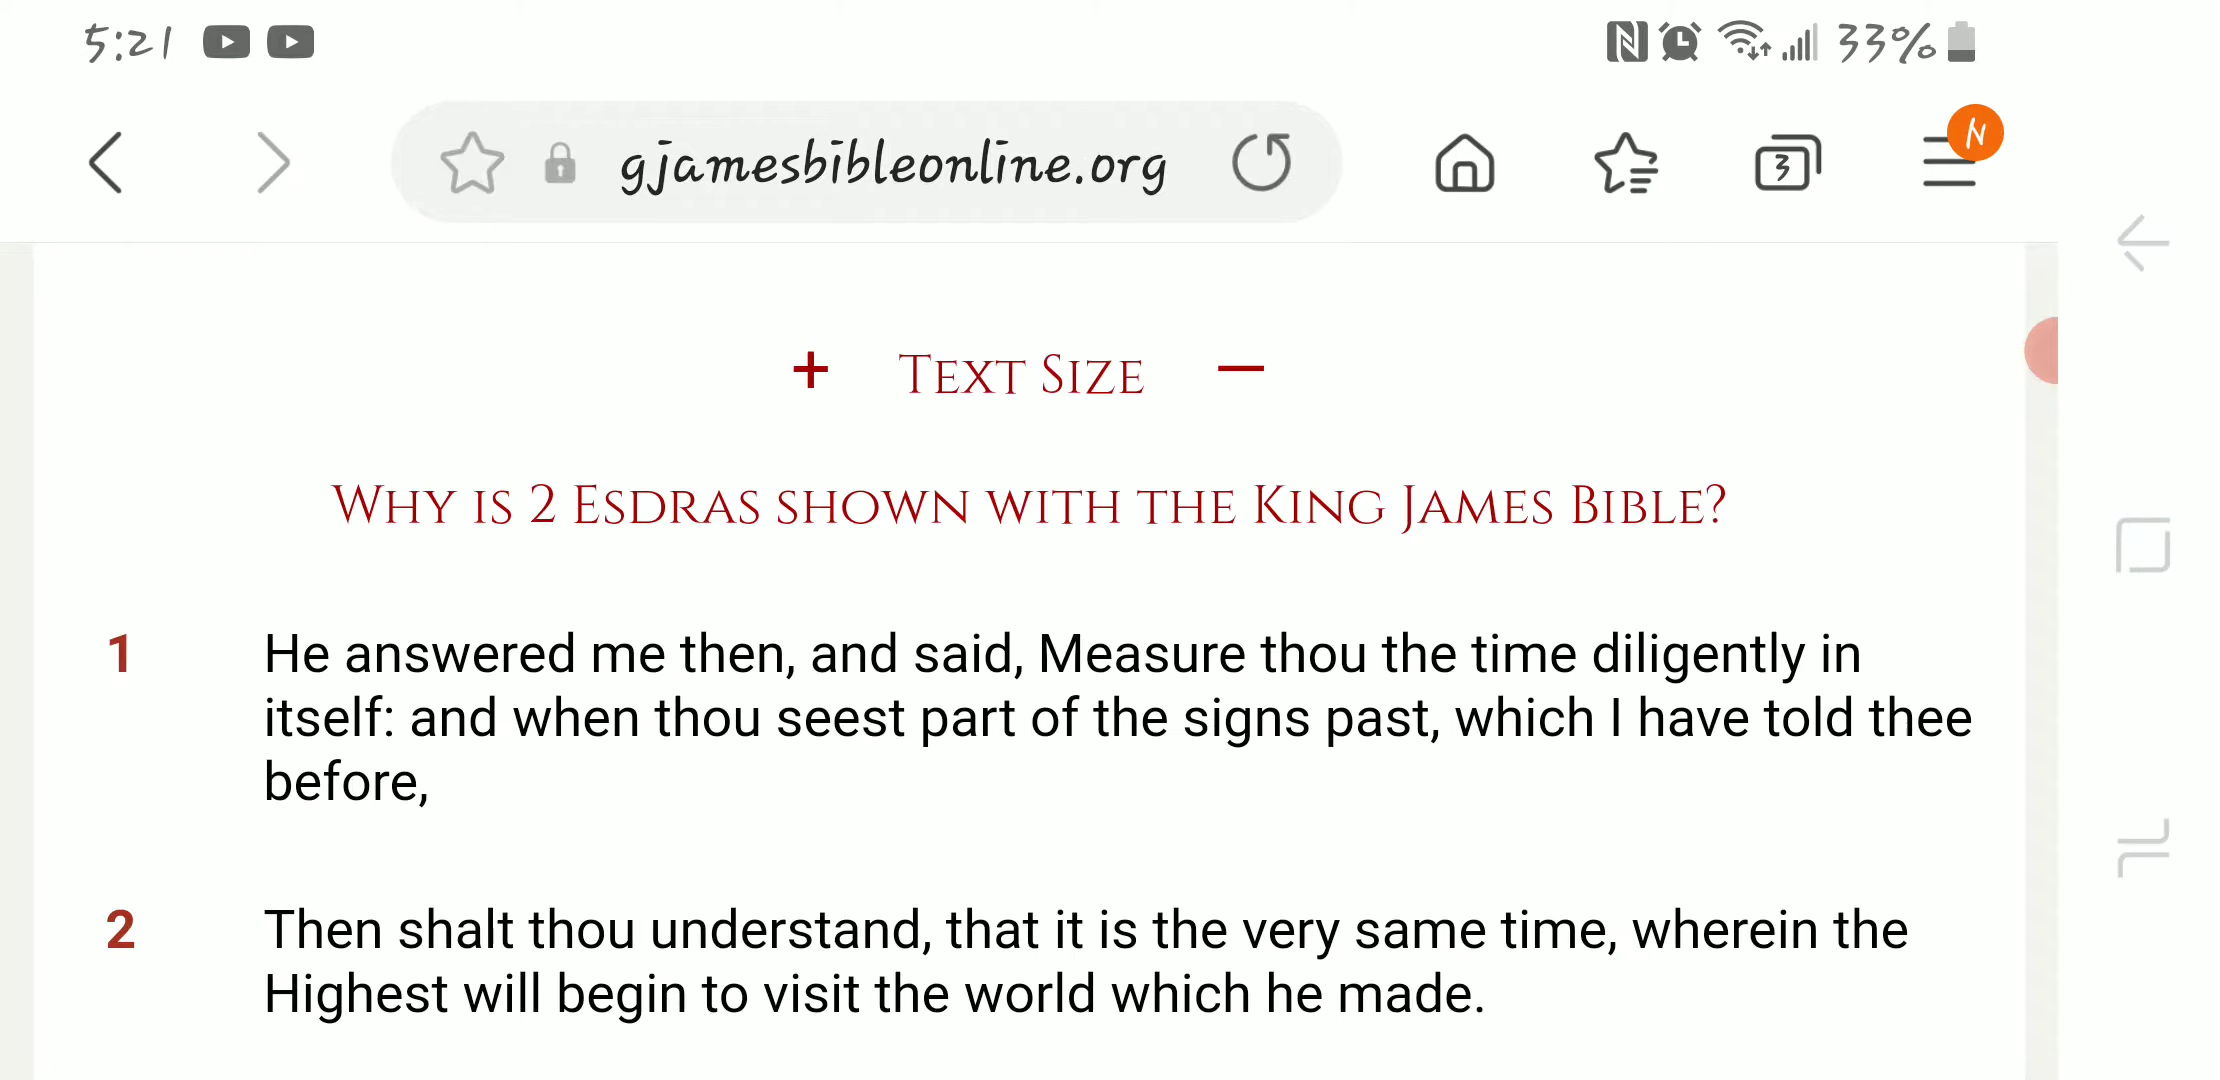 5:21
33%
gjamesbibleonline.org
3
N
+ Text Size −
Why is 2 Esdras shown with the King James Bible?
1 He answered me then, and said, Measure thou the time diligently in
itself: and when thou seest part of the signs past, which I have told thee
before,
2 Then shalt thou understand, that it is the very same time, wherein the
Highest will begin to visit the world which he made.